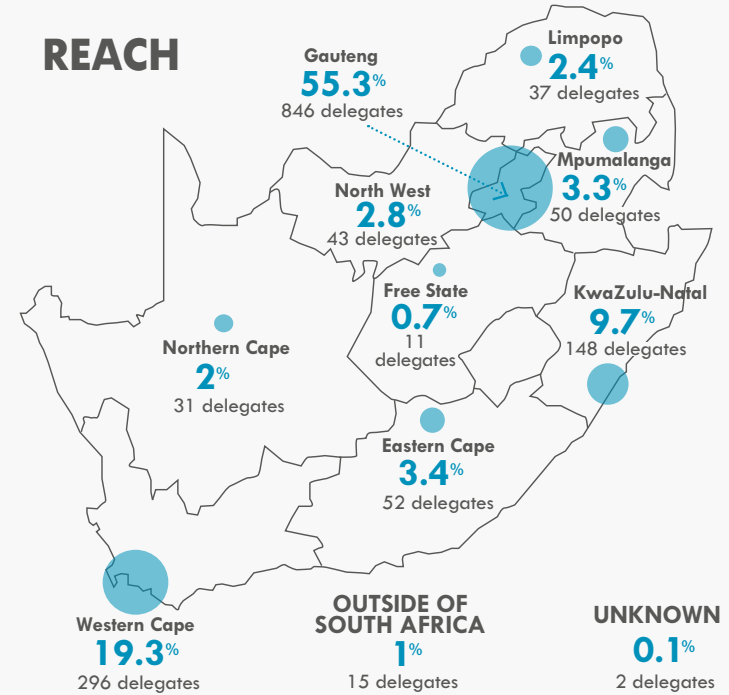 REACH
Gauteng
55.3%
846 delegates
Limpopo
2.4%
37 delegates
Mpumalanga
3.3%
50 delegates
North West
2.8%
43 delegates
Free State
0.7%
11
delegates
KwaZulu-Natal
9.7%
148 delegates
Northern Cape
2%
31 delegates
Eastern Cape
3.4%
52 delegates
Western Cape
19.3%
296 delegates
OUTSIDE OF
SOUTH AFRICA
1%
15 delegates
UNKNOWN
0.1%
2 delegates